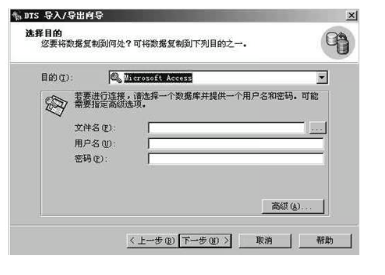 DTS 导入/导出向导
选择目的
您要将数据复制到何处?可将数据复制到下列目的之一。
目的(T):
Microsoft Access
若要进行连接,请选择一个数据库并提供一个用户名和密码。可能
需要指定高级选项。
文件名(F):
...
用户名(U):
密码(P):
高级(A)...
< 上一步(B)
下一步(N) >
取消
帮助